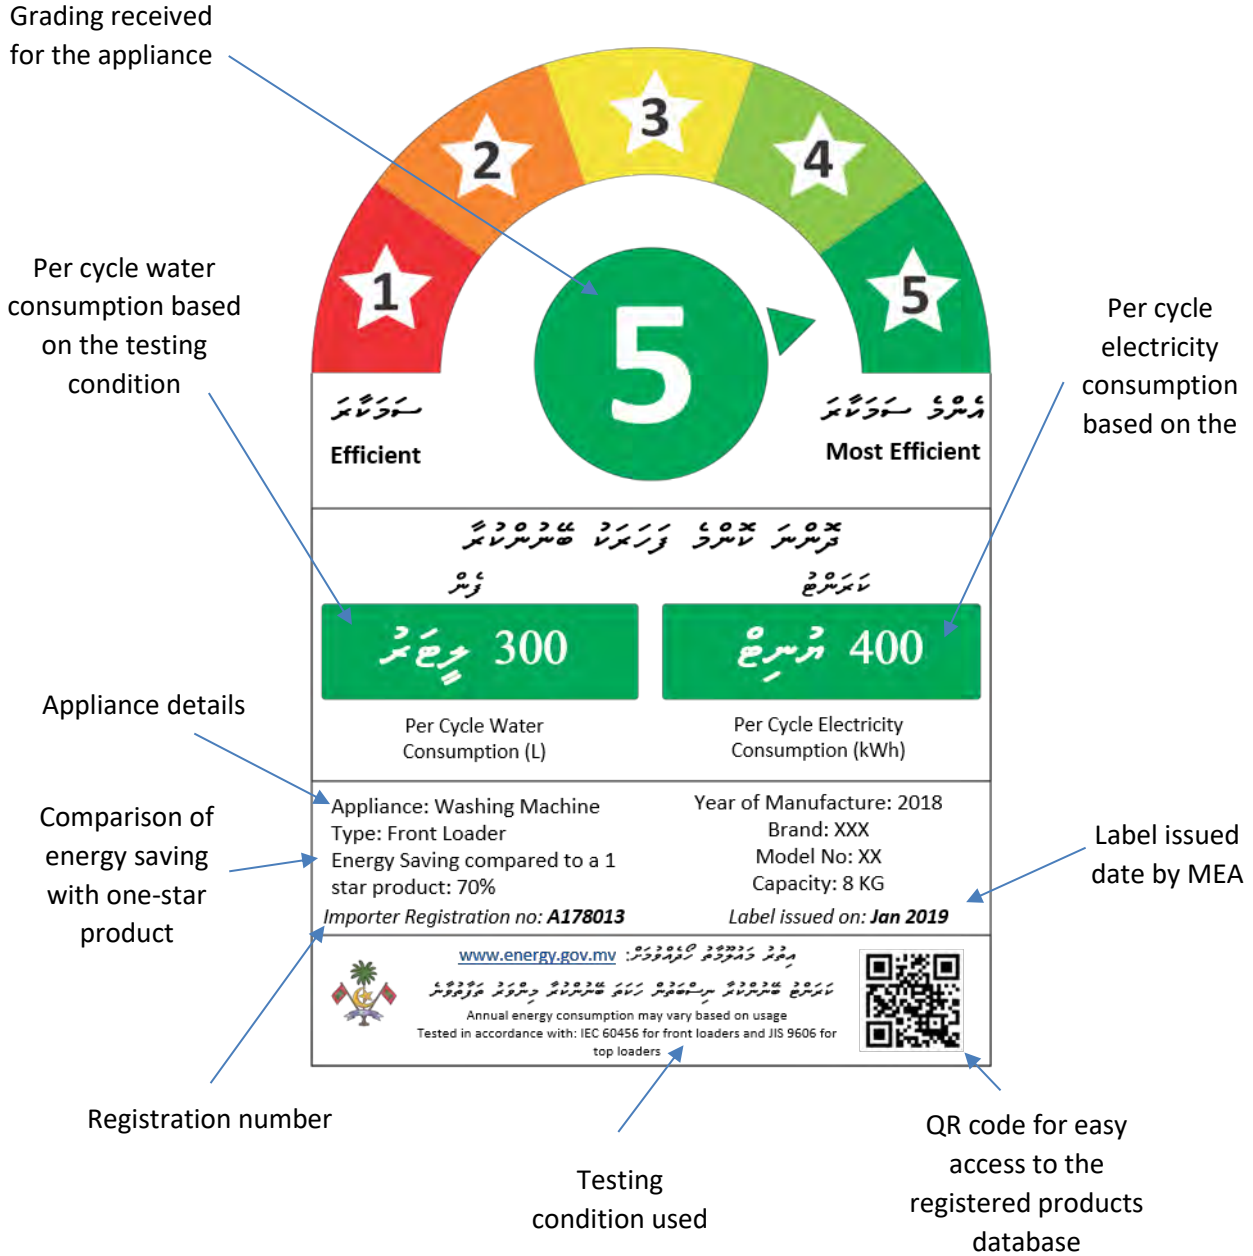 Grading received
for the appliance
1
2
3
4
5
5
Per cycle water
consumption based
on the testing
condition
Per cycle
electricity
consumption
based on the
ސަމަކާރަ
Efficient
އެންމެ ސަމަކާރަ
Most Efficient
ދޮންނަ ކޮންމެ ފަހަރަކު ބޭނުންކުރާ
ފެން
ކަރަންޓު
300 ލީޓަރު
400 ޔުނިޓް
Per Cycle Water
Consumption (L)
Per Cycle Electricity
Consumption (kWh)
Appliance details
Comparison of
energy saving
with one-star
product
Appliance: Washing Machine
Type: Front Loader
Energy Saving compared to a 1
star product: 70%
Importer Registration no: A178013
Year of Manufacture: 2018
Brand: XXX
Model No: XX
Capacity: 8 KG
Label issued on: Jan 2019
Label issued
date by MEA
އިތުރު މަޢުލޫމާތު ހޯދެއްވުމަށް: www.energy.gov.mv
ކަރަންޓު ބޭނުންކުރާ ނިސްބަތުން ހަކަތަ ބޭނުންކުރާ މިންވަރު ތަފާތުވާނެ
Annual energy consumption may vary based on usage
Tested in accordance with: IEC 60456 for front loaders and JIS 9606 for
top loaders
Registration number
Testing
condition used
QR code for easy
access to the
registered products
database